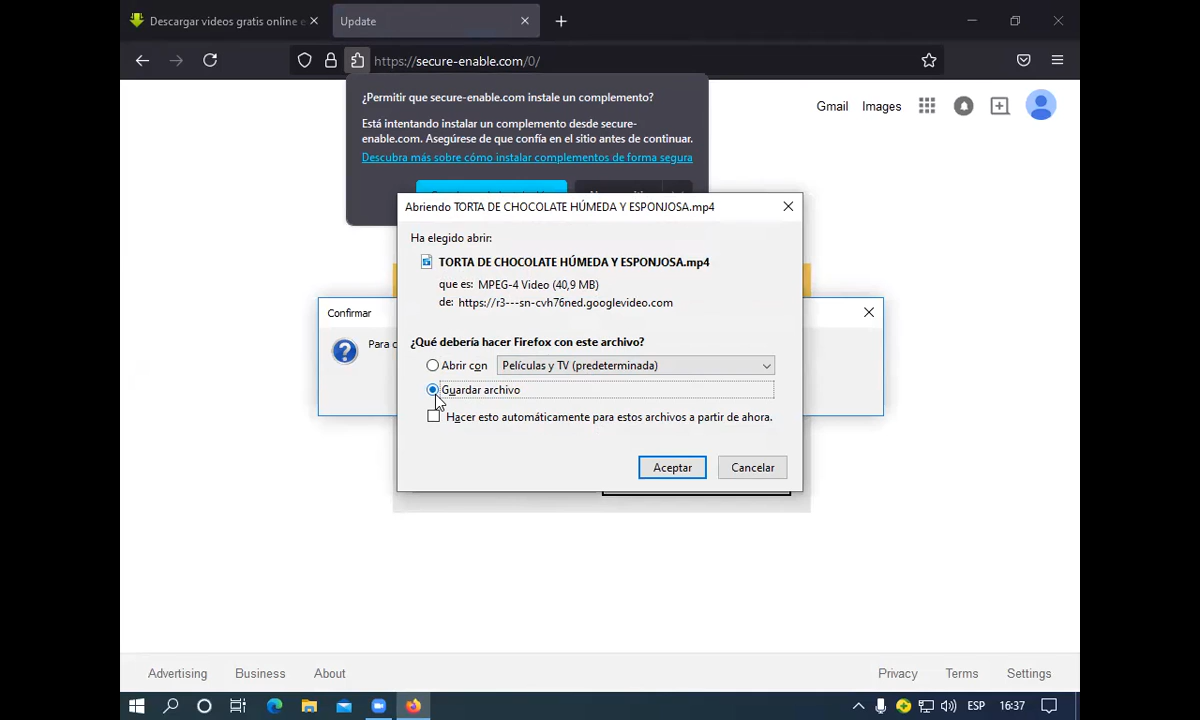 Descargar videos gratis online e
Update
https://secure-enable.com/0/
¿Permitir que secure-enable.com instale un complemento?
Está intentando instalar un complemento desde secure-
enable.com. Asegúrese de que confía en el sitio antes de continuar.
Descubra más sobre cómo instalar complementos de forma segura
Gmail Images
Abriendo TORTA DE CHOCOLATE HÚMEDA Y ESPONJOSA.mp4
Ha elegido abrir:
TORTA DE CHOCOLATE HÚMEDA Y ESPONJOSA.mp4
que es: MPEG-4 Video (40,9 MB)
de: https://r3---sn-cvh76ned.googlevideo.com
Confirmar
Para
¿Qué debería hacer Firefox con este archivo?
Abrir con Películas y TV (predeterminada)
Guardar archivo
Hacer esto automáticamente para estos archivos a partir de ahora.
Aceptar Cancelar
Advertising Business About Privacy Terms Settings
ESP 16:37